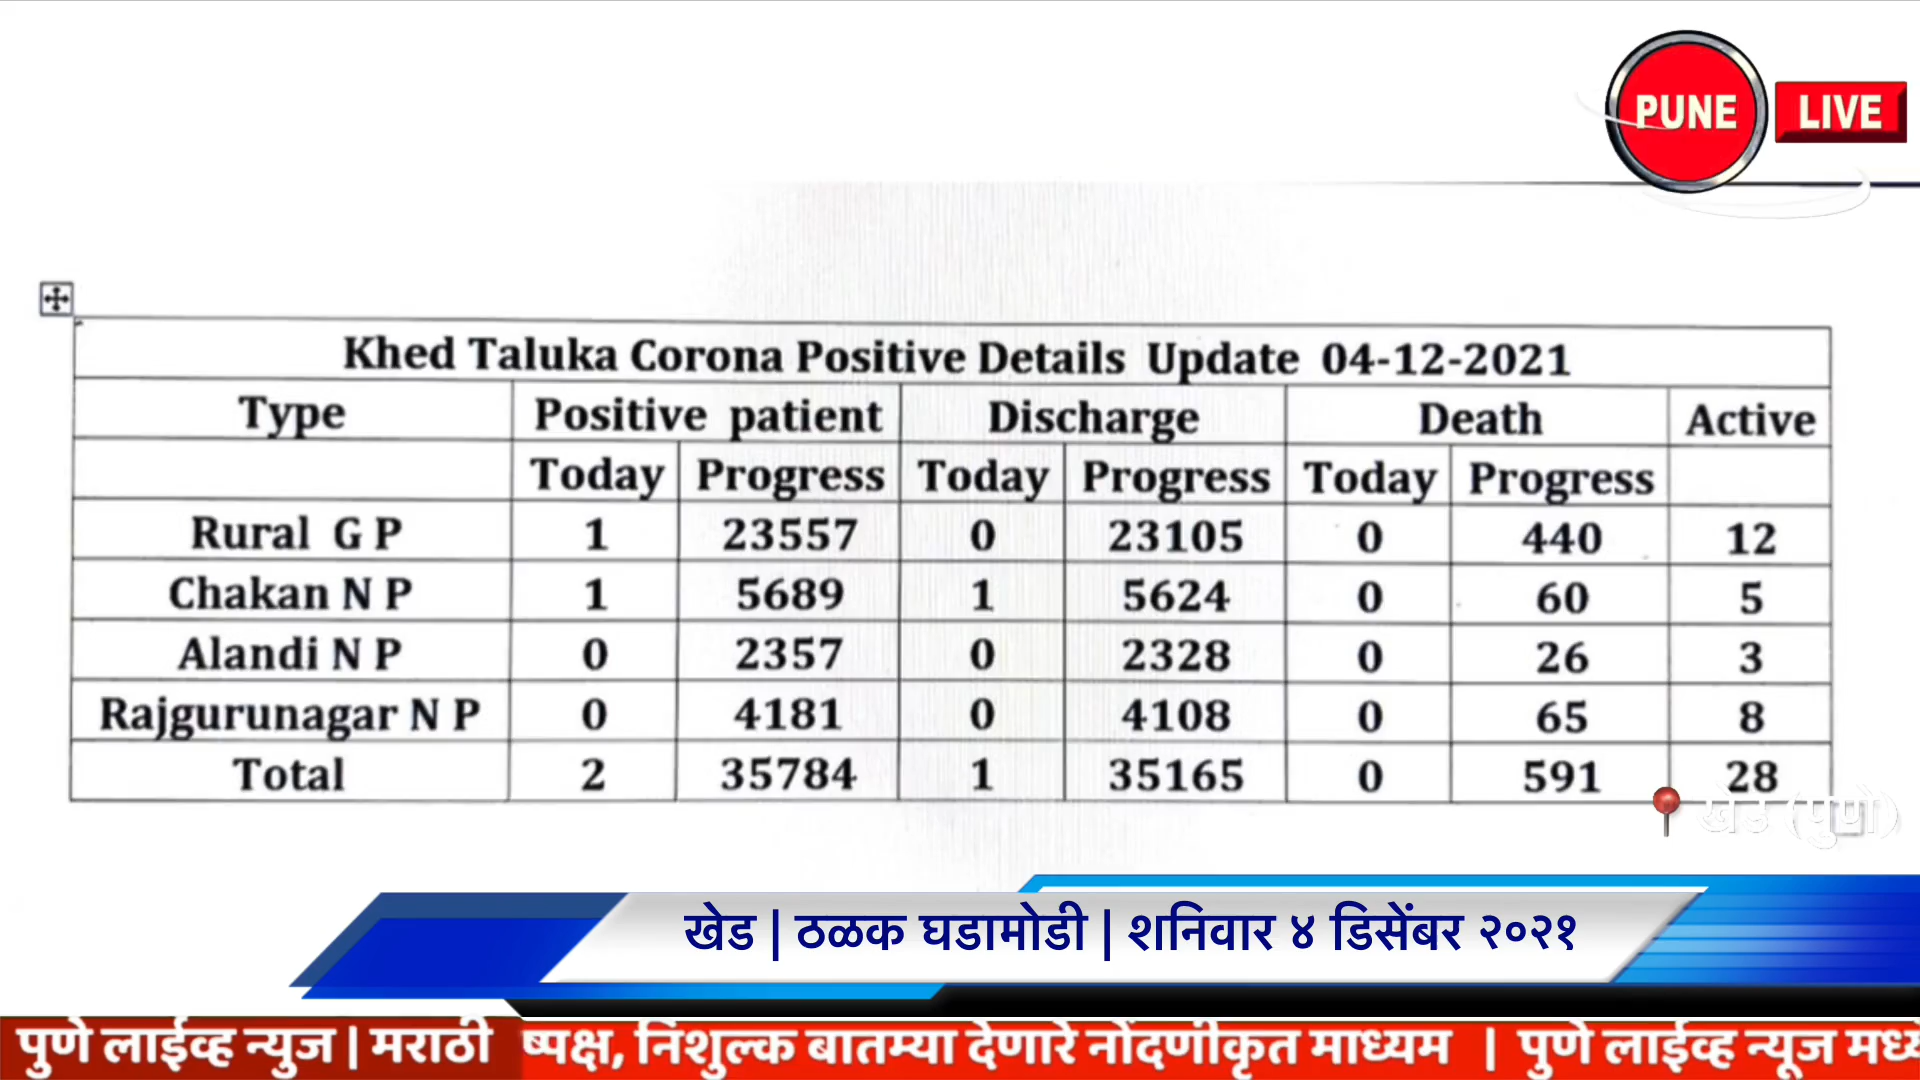 PUNE LIVE
Khed Taluka Corona Positive Details Update 04-12-2021
Type Positive patient Discharge Death Active
Today Progress Today Progress Today Progress
Rural G P 1 23557 0 23105 0 440 12
Chakan N P 1 5689 1 5624 0 60 5
Alandi N P 0 2357 0 2328 0 26 3
Rajgurunagar N P 0 4181 0 4108 0 65 8
Total 2 35784 1 35165 0 591 28
खेड (पुणे)
खेड | ठळक घडामोडी | शनिवार ४ डिसेंबर २०२१
पुणे लाईव्ह न्युज | मराठी ष्पक्ष, निशुल्क बातम्या देणारे नोंदणीकृत माध्यम | पुणे लाईव्ह न्यूज मध्ये